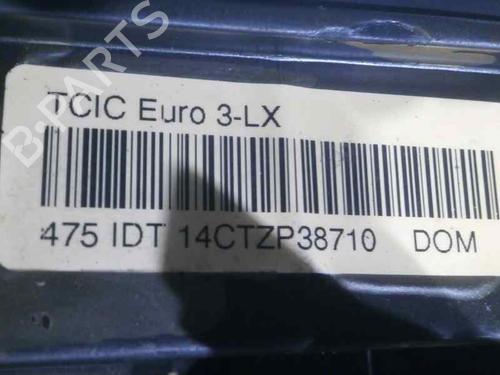 B-PARTS
TCIC Euro 3-LX
475 IDT 14CTZP38710 DOM